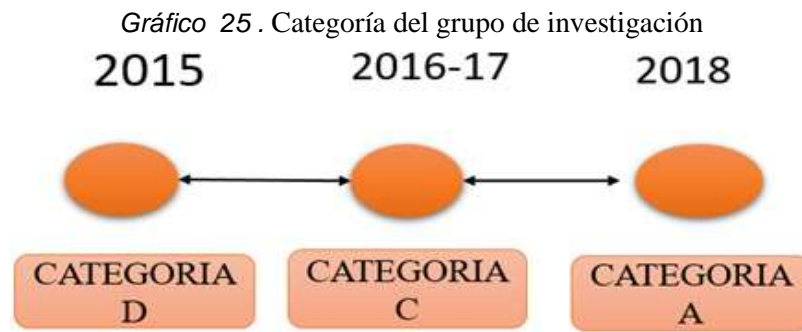 Gráfico 25 . Categoría del grupo de investigación
2015 2016-17 2018
CATEGORIA
D
CATEGORIA
C
CATEGORIA
A